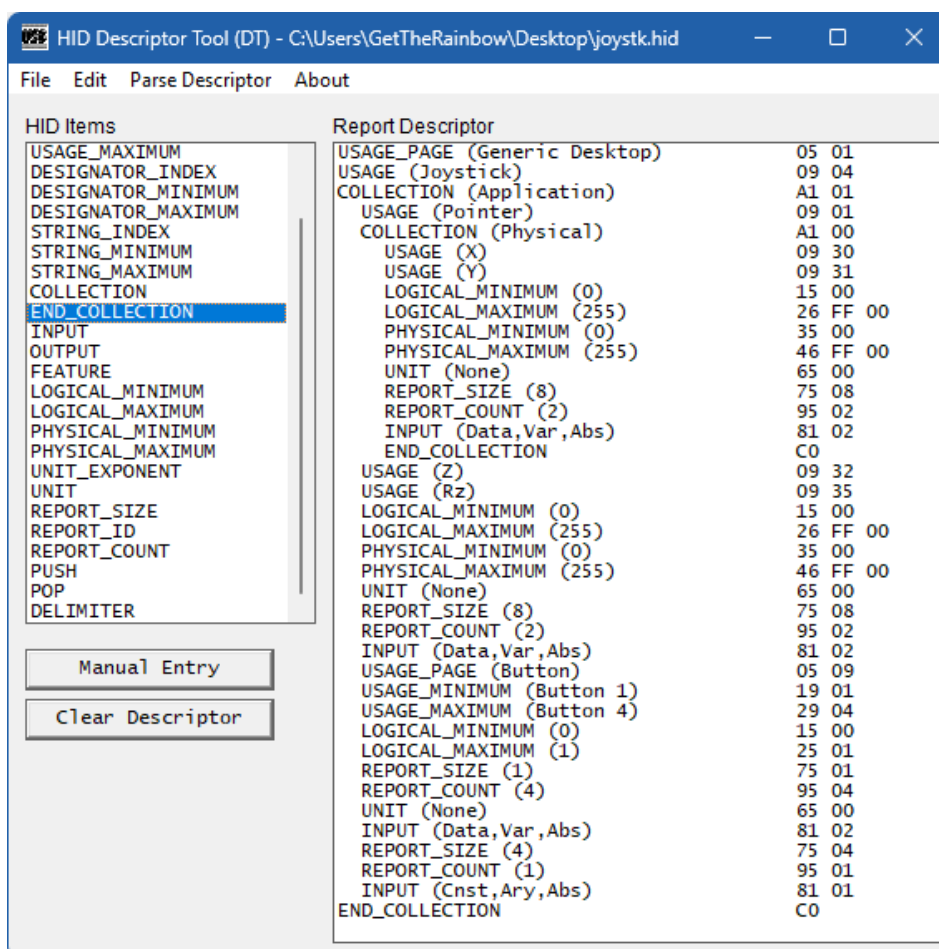 HID Descriptor Tool (DT) - C:\Users\GetTheRainbow\Desktop\joystk.hid
File Edit Parse Descriptor About
HID Items
USAGE_MAXIMUM
DESIGNATOR_INDEX
DESIGNATOR_MINIMUM
DESIGNATOR_MAXIMUM
STRING_INDEX
STRING_MINIMUM
STRING_MAXIMUM
COLLECTION
END_COLLECTION
INPUT
OUTPUT
FEATURE
LOGICAL_MINIMUM
LOGICAL_MAXIMUM
PHYSICAL_MINIMUM
PHYSICAL_MAXIMUM
UNIT_EXPONENT
UNIT
REPORT_SIZE
REPORT_ID
REPORT_COUNT
PUSH
POP
DELIMITER
Manual Entry
Clear Descriptor
Report Descriptor
USAGE_PAGE (Generic Desktop) 05 01
USAGE (Joystick) 09 04
COLLECTION (Application) A1 01
USAGE (Pointer) 09 01
COLLECTION (Physical) A1 00
USAGE (X) 09 30
USAGE (Y) 09 31
LOGICAL_MINIMUM (0) 15 00
LOGICAL_MAXIMUM (255) 26 FF 00
PHYSICAL_MINIMUM (0) 35 00
PHYSICAL_MAXIMUM (255) 46 FF 00
UNIT (None) 65 00
REPORT_SIZE (8) 75 08
REPORT_COUNT (2) 95 02
INPUT (Data,Var,Abs) 81 02
END_COLLECTION C0
USAGE (Z) 09 32
USAGE (Rz) 09 35
LOGICAL_MINIMUM (0) 15 00
LOGICAL_MAXIMUM (255) 26 FF 00
PHYSICAL_MINIMUM (0) 35 00
PHYSICAL_MAXIMUM (255) 46 FF 00
UNIT (None) 65 00
REPORT_SIZE (8) 75 08
REPORT_COUNT (2) 95 02
INPUT (Data,Var,Abs) 81 02
USAGE_PAGE (Button) 05 09
USAGE_MINIMUM (Button 1) 19 01
USAGE_MAXIMUM (Button 4) 29 04
LOGICAL_MINIMUM (0) 15 00
LOGICAL_MAXIMUM (1) 25 01
REPORT_SIZE (1) 75 01
REPORT_COUNT (4) 95 04
UNIT (None) 65 00
INPUT (Data,Var,Abs) 81 02
REPORT_SIZE (4) 75 04
REPORT_COUNT (1) 95 01
INPUT (Cnst,Ary,Abs) 81 01
END_COLLECTION C0